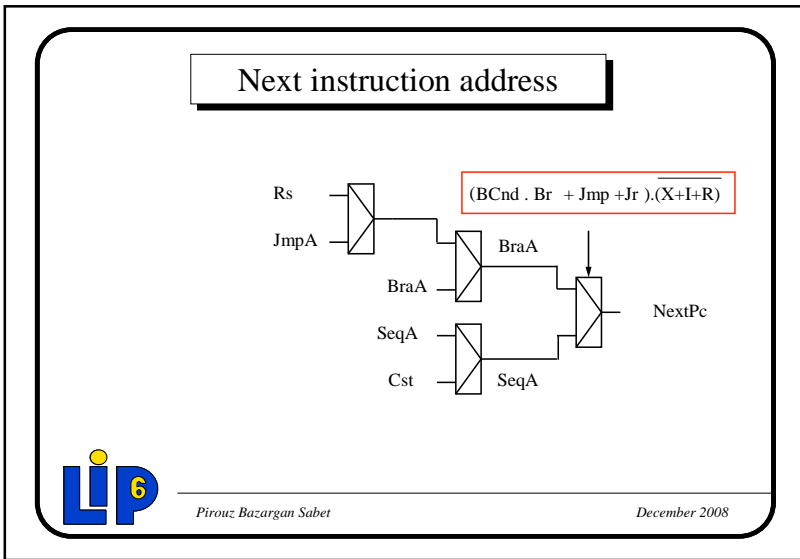 Next instruction address
Rs
(BCnd . Br + Jmp +Jr ).(X+I+R)
JmpA
BraA
BraA
NextPc
SeqA
Cst
SeqA
LIP6
Pirouz Bazargan Sabet
December 2008